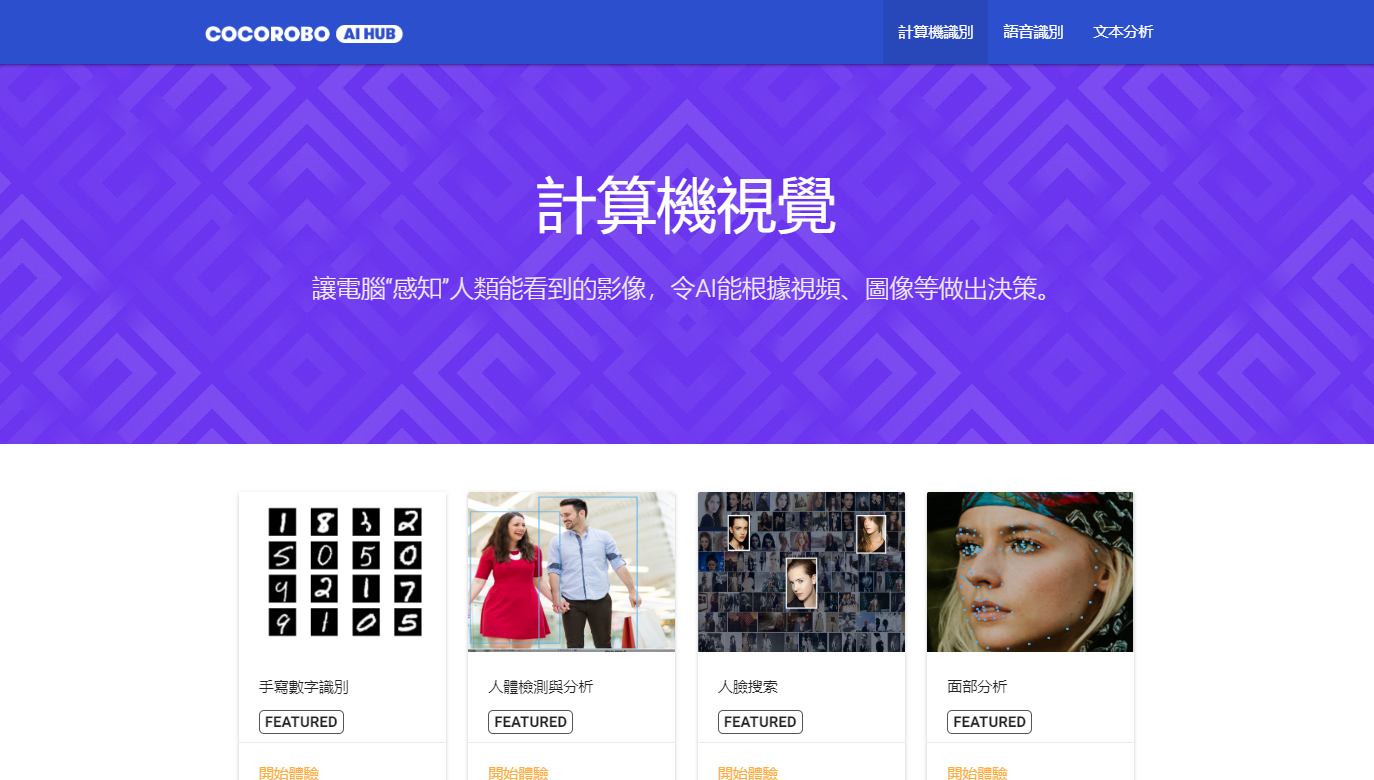 COCOROBO AI HUB
計算機識別 語音識別 文本分析
計算機視覺
讓電腦“感知”人類能看到的影像，令AI能根據視頻、圖像等做出決策。
1 8 3 2
5 0 5 0
9 2 1 7
9 1 0 5
手寫數字識別
FEATURED
開始體驗
人體檢測與分析
FEATURED
開始體驗
人臉搜索
FEATURED
開始體驗
面部分析
FEATURED
開始體驗